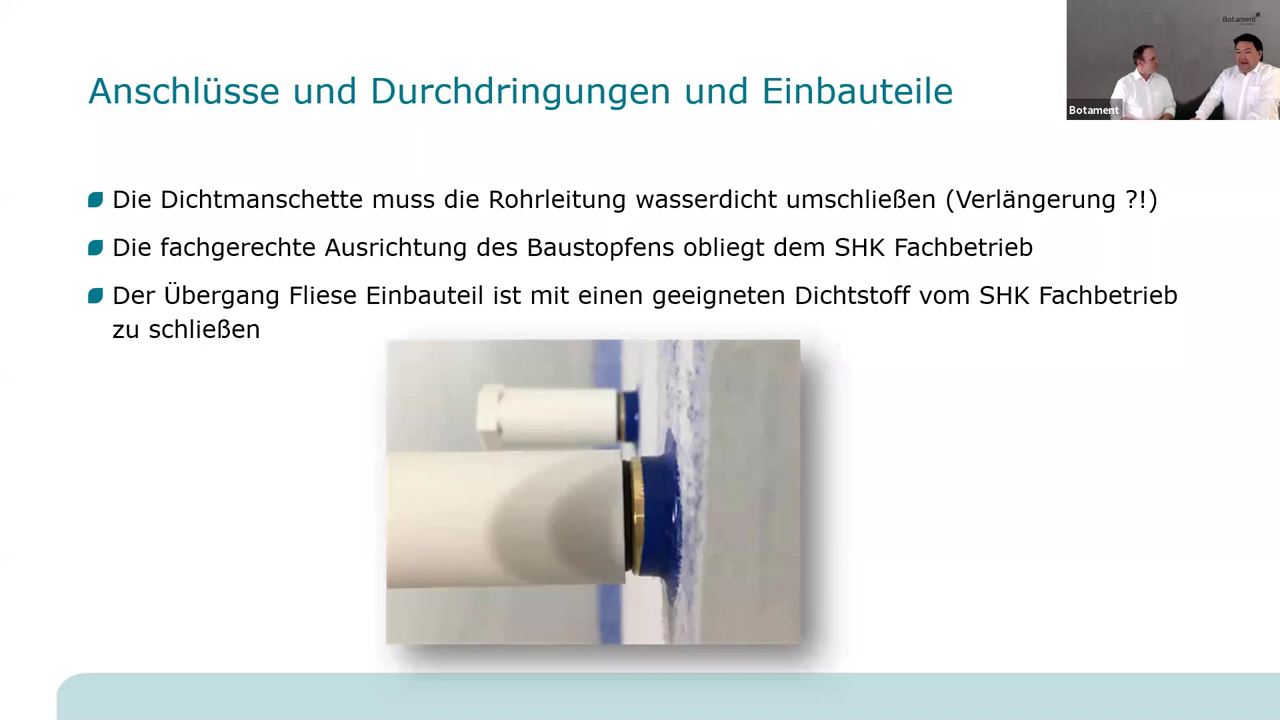 Botament
Botament
Anschlüsse und Durchdringungen und Einbauteile
Die Dichtmanschette muss die Rohrleitung wasserdicht umschließen (Verlängerung ?!)
Die fachgerechte Ausrichtung des Baustopfens obliegt dem SHK Fachbetrieb
Der Übergang Fliese Einbauteil ist mit einen geeigneten Dichtstoff vom SHK Fachbetrieb
zu schließen